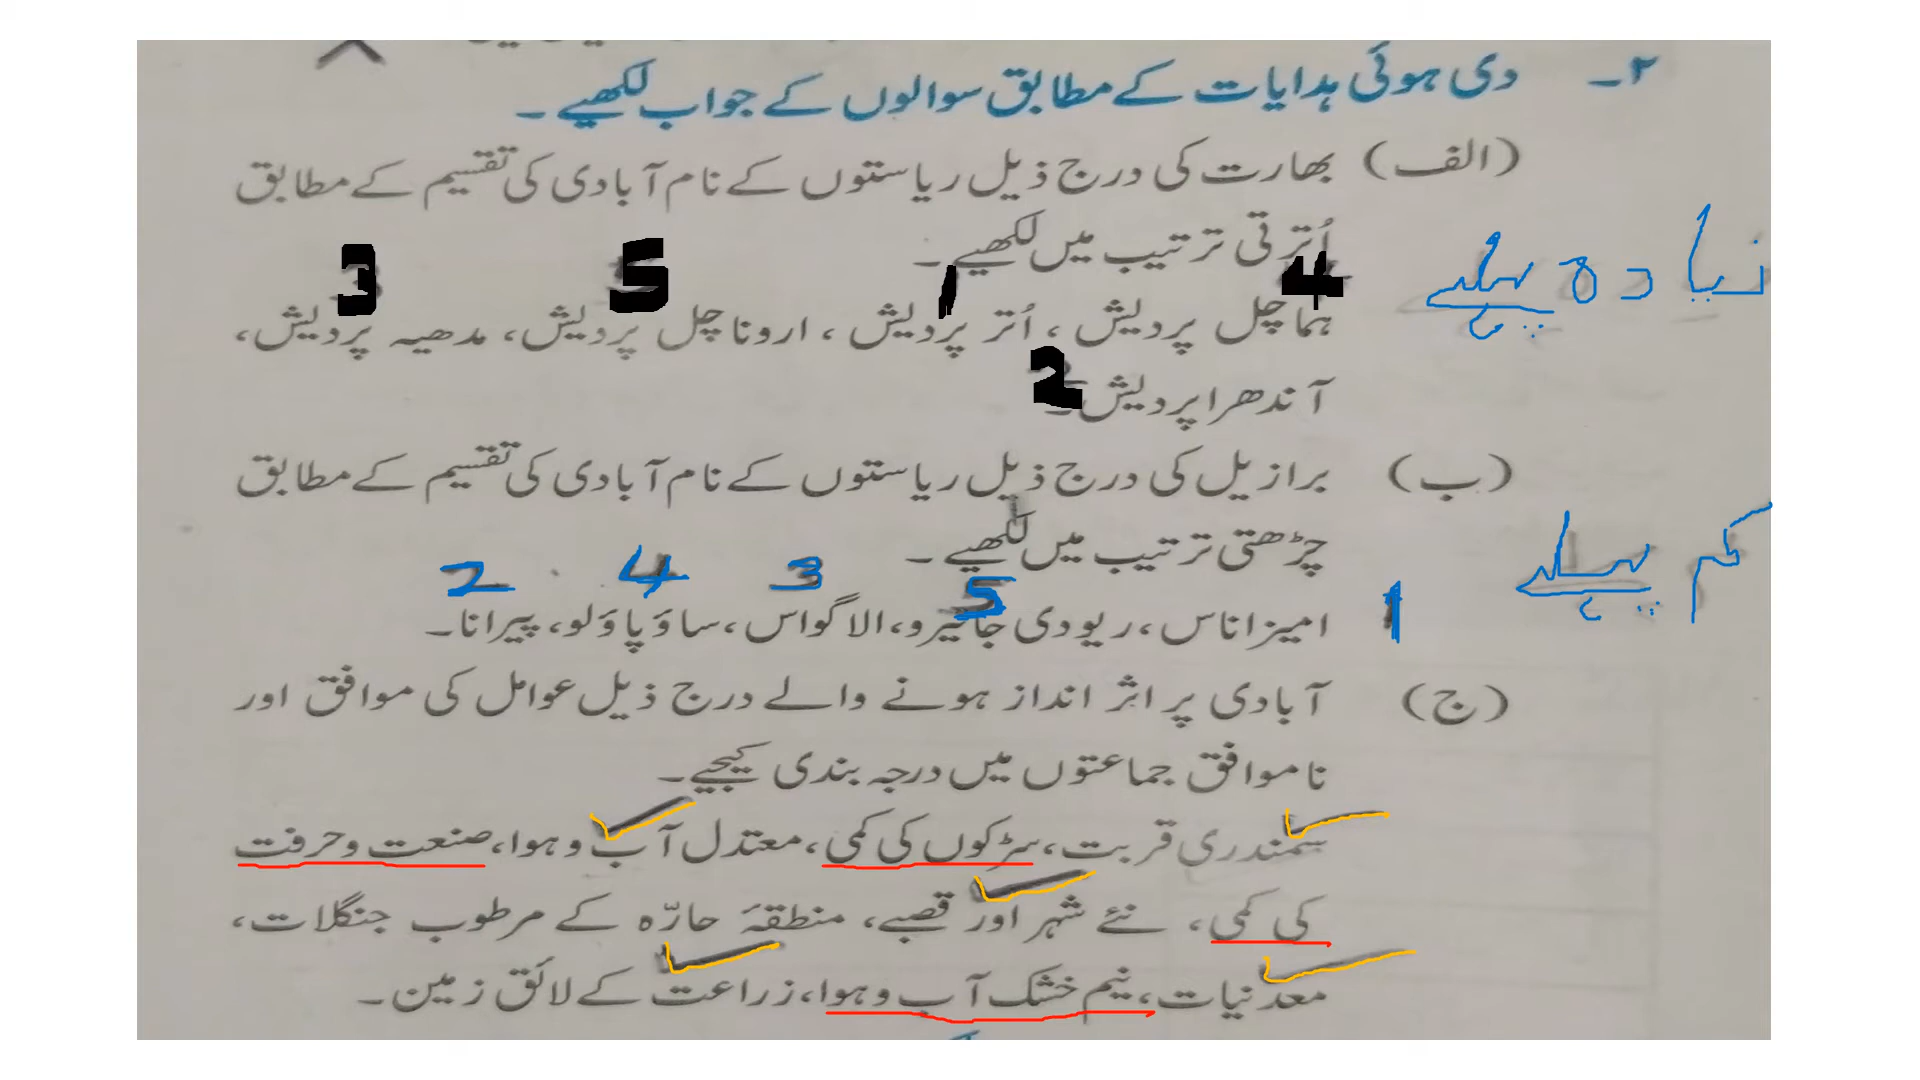 ۲۔ دی ہوئی ہدایات کے مطابق سوالوں کے جواب لکھیے۔
(الف) بھارت کی درج ذیل ریاستوں کے نام آبادی کی تقسیم کے مطابق
اُترتی ترتیب میں لکھیے۔
زیادہ پہلے
4 1 5 3
ہماچل پردیش، اُتر پردیش، اروناچل پردیش، مدھیہ پردیش،
2
آندھرا پردیش۔
(ب) برازیل کی درج ذیل ریاستوں کے نام آبادی کی تقسیم کے مطابق
چڑھتی ترتیب میں لکھیے۔
کم پہلے
1 5 3 4 2
امیزاناس، ریودی جانیرو، الاگواس، ساؤپاؤلو، پیرانا۔
(ج) آبادی پر اثر انداز ہونے والے درج ذیل عوامل کی موافق اور
ناموافق جماعتوں میں درجہ بندی کیجیے۔
سمندری قربت، سڑکوں کی کمی، معتدل آب و ہوا، صنعت و حرفت
کی کمی، نئے شہر اور قصبے، منطقۂ حارّہ کے مرطوب جنگلات،
معدنیات، نیم خشک آب و ہوا، زراعت کے لائق زمین۔